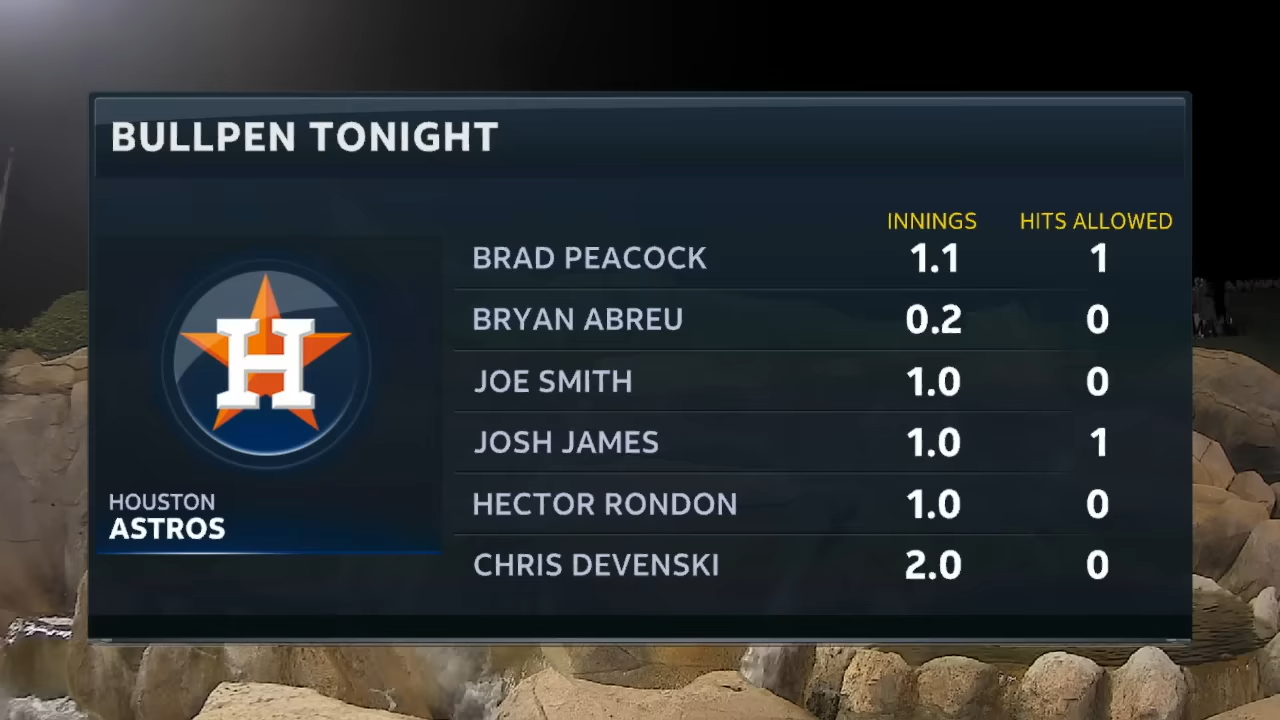 BULLPEN TONIGHT
INNINGS HITS ALLOWED
BRAD PEACOCK 1.1 1
BRYAN ABREU 0.2 0
JOE SMITH 1.0 0
JOSH JAMES 1.0 1
HECTOR RONDON 1.0 0
CHRIS DEVENSKI 2.0 0
H
HOUSTON
ASTROS